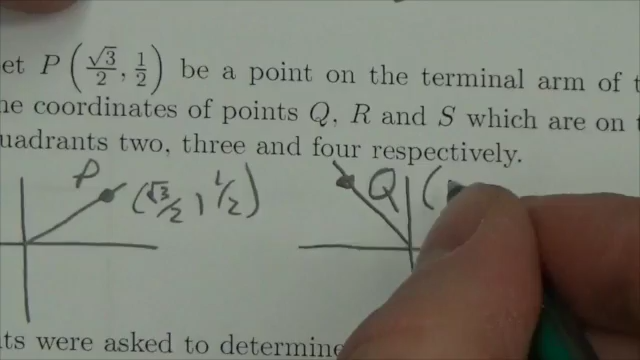 et P (√3/2, 1/2) be a point on the terminal arm of t
ne coordinates of points Q, R and S which are on t
uadrants two, three and four respectively.
P
(√3/2, 1/2)
Q (
ts were asked to determine